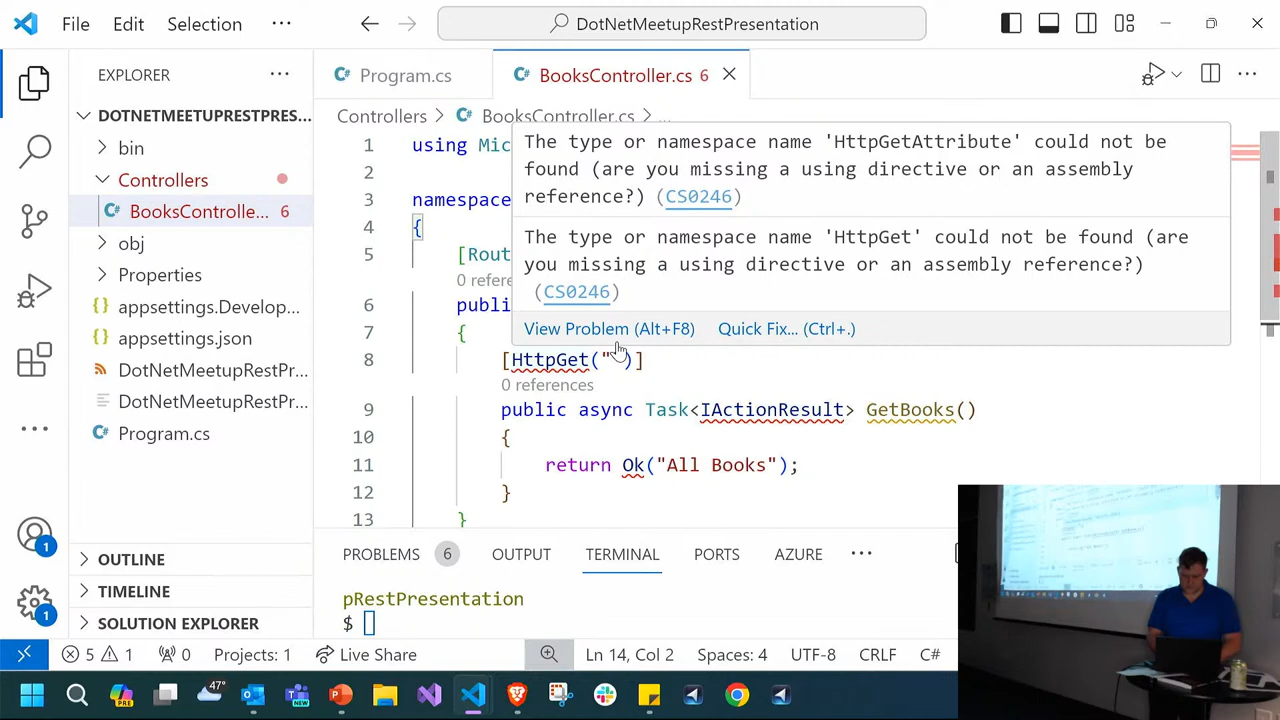 File Edit Selection ··· DotNetMeetupRestPresentation
EXPLORER ···
DOTNETMEETUPRESTPRES...
bin
Controllers
BooksControlle... 6
obj
Properties
{} appsettings.Develop...
{} appsettings.json
DotNetMeetupRestPr...
DotNetMeetupRestPr...
Program.cs
OUTLINE
TIMELINE
SOLUTION EXPLORER
Program.cs BooksController.cs 6
Controllers > BooksController.cs > ...
1 using Mic
2
3 namespace
4 {
5 [Rout
0 refere
6 publi
7 {
8 [HttpGet("")]
0 references
9 public async Task<IActionResult> GetBooks()
10 {
11 return Ok("All Books");
12 }
13 }
The type or namespace name 'HttpGetAttribute' could not be
found (are you missing a using directive or an assembly
reference?) (CS0246)
The type or namespace name 'HttpGet' could not be found (are
you missing a using directive or an assembly reference?)
(CS0246)
View Problem (Alt+F8) Quick Fix... (Ctrl+.)
PROBLEMS 6 OUTPUT TERMINAL PORTS AZURE ···
pRestPresentation
$
1
1
5 1 0 Projects: 1 Live Share Ln 14, Col 2 Spaces: 4 UTF-8 CRLF C#
PRE 47° NEW